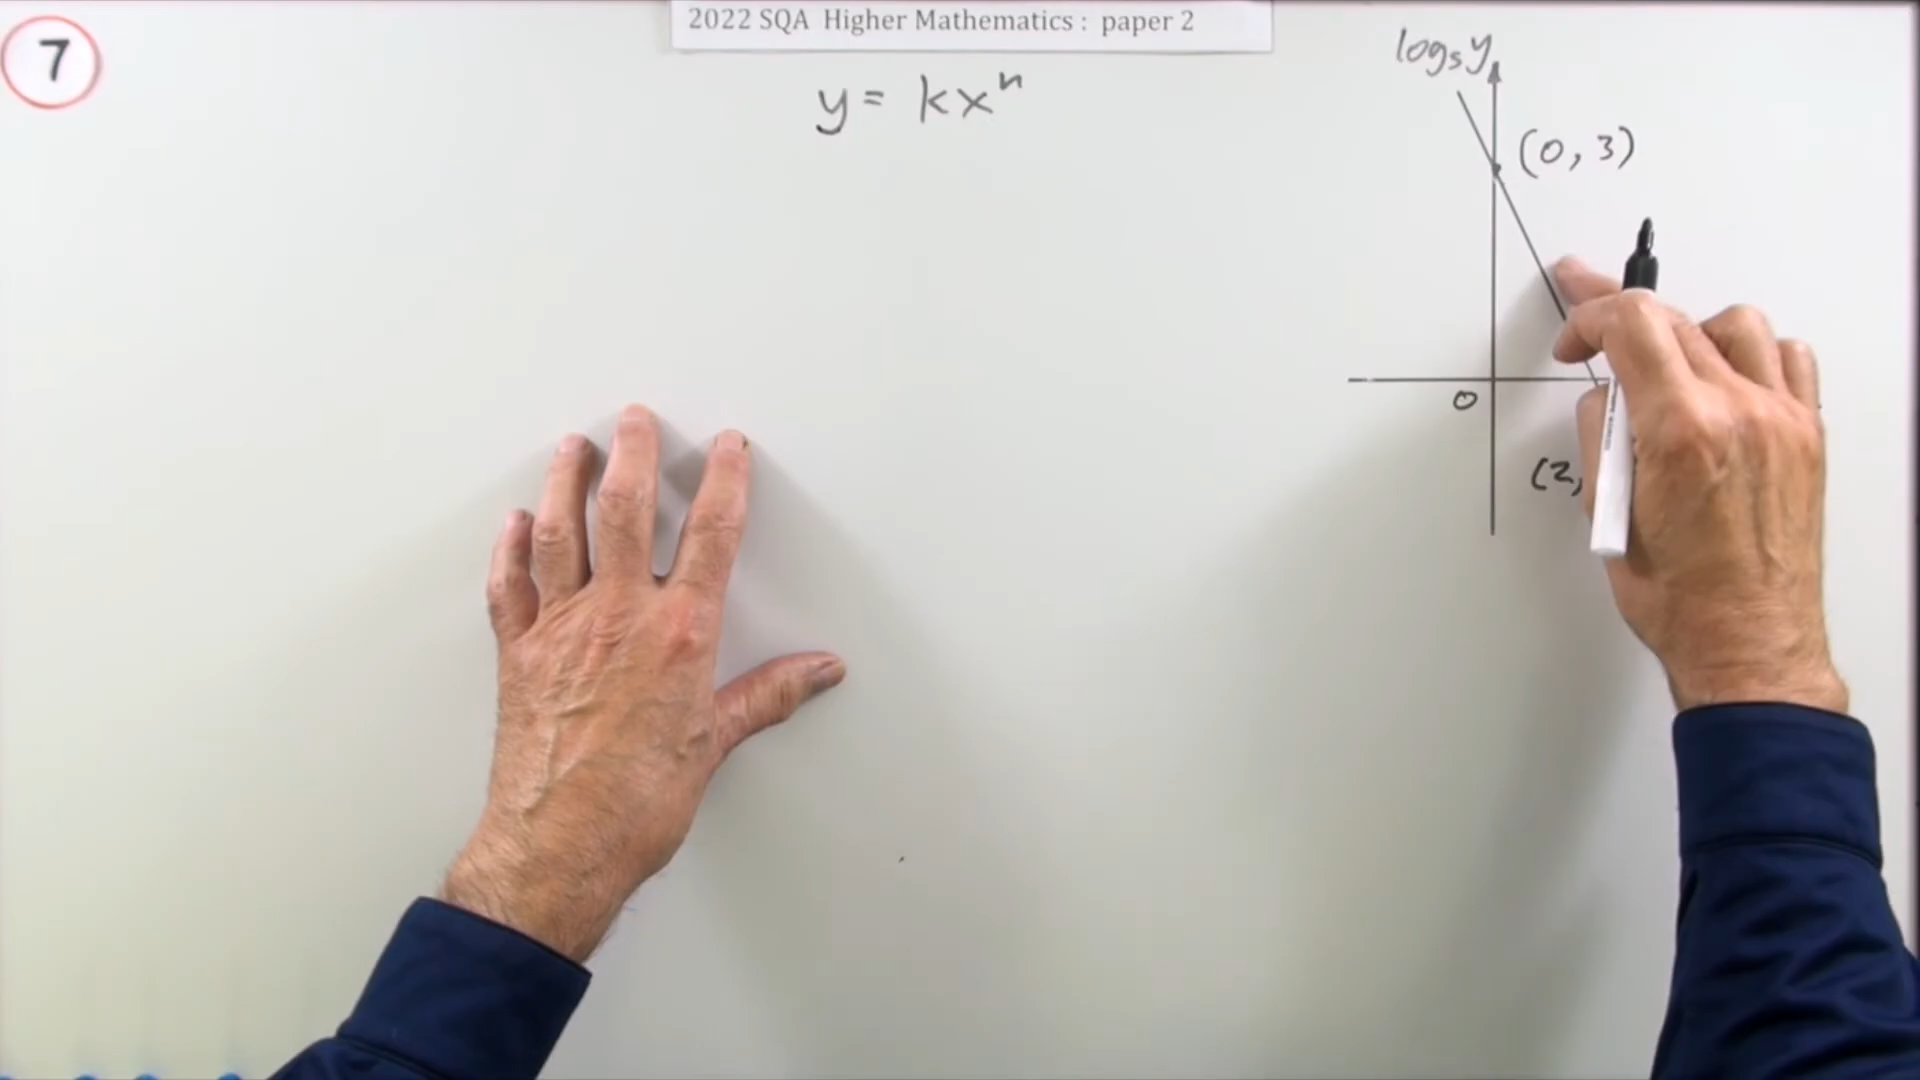 7
2022 SQA Higher Mathematics : paper 2
y = kxⁿ
log₅y
(0, 3)
0
(2,